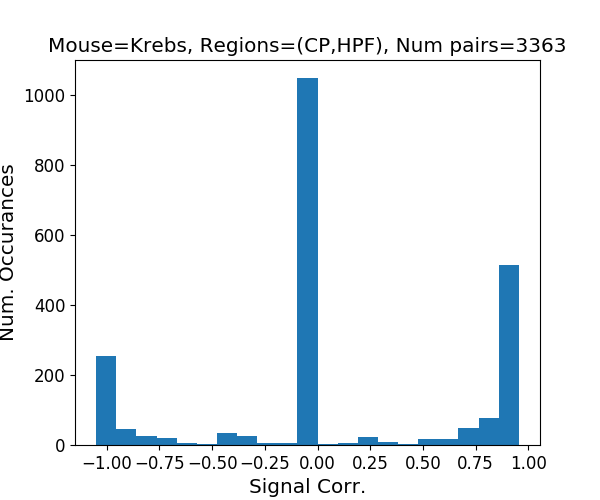 Mouse=Krebs, Regions=(CP,HPF), Num pairs=3363
1000
800
600
400
200
0
Num. Occurances
−1.00 −0.75 −0.50 −0.25 0.00 0.25 0.50 0.75 1.00
Signal Corr.